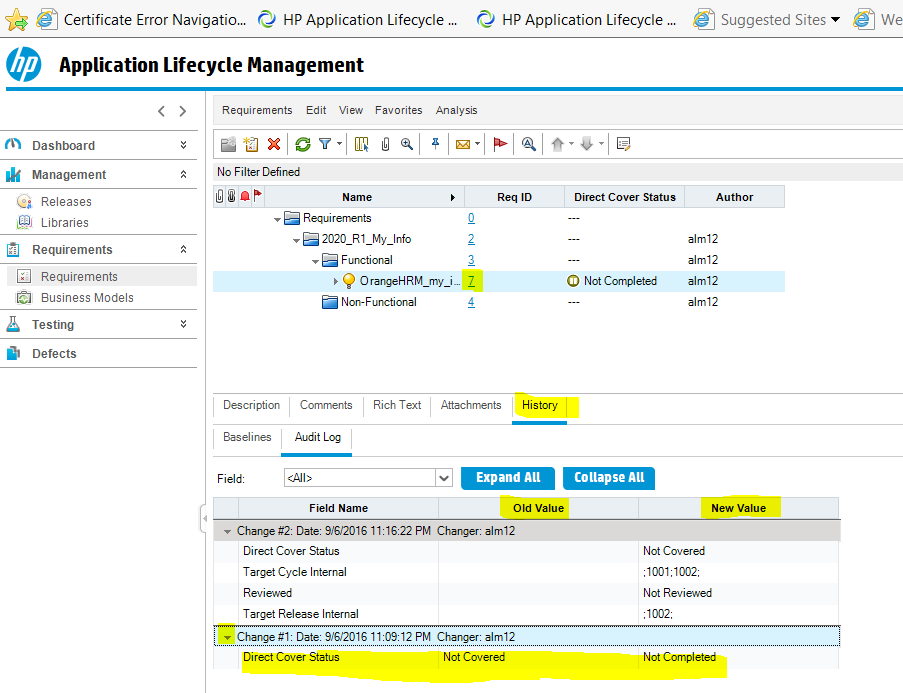 Certificate Error Navigatio... HP Application Lifecycle ... HP Application Lifecycle ... Suggested Sites We
hp Application Lifecycle Management
Dashboard
Management
Releases
Libraries
Requirements
Requirements
Business Models
Testing
Defects
Requirements Edit View Favorites Analysis
No Filter Defined
Name Req ID Direct Cover Status Author
Requirements 0 ---
2020_R1_My_Info 2 --- alm12
Functional 3 --- alm12
OrangeHRM_my_i... 7 Not Completed alm12
Non-Functional 4 --- alm12
Description Comments Rich Text Attachments History
Baselines Audit Log
Field: <All> Expand All Collapse All
Field Name Old Value New Value
Change #2: Date: 9/6/2016 11:16:22 PM Changer: alm12
Direct Cover Status Not Covered
Target Cycle Internal ;1001;1002;
Reviewed Not Reviewed
Target Release Internal ;1002;
Change #1: Date: 9/6/2016 11:09:12 PM Changer: alm12
Direct Cover Status Not Covered Not Completed